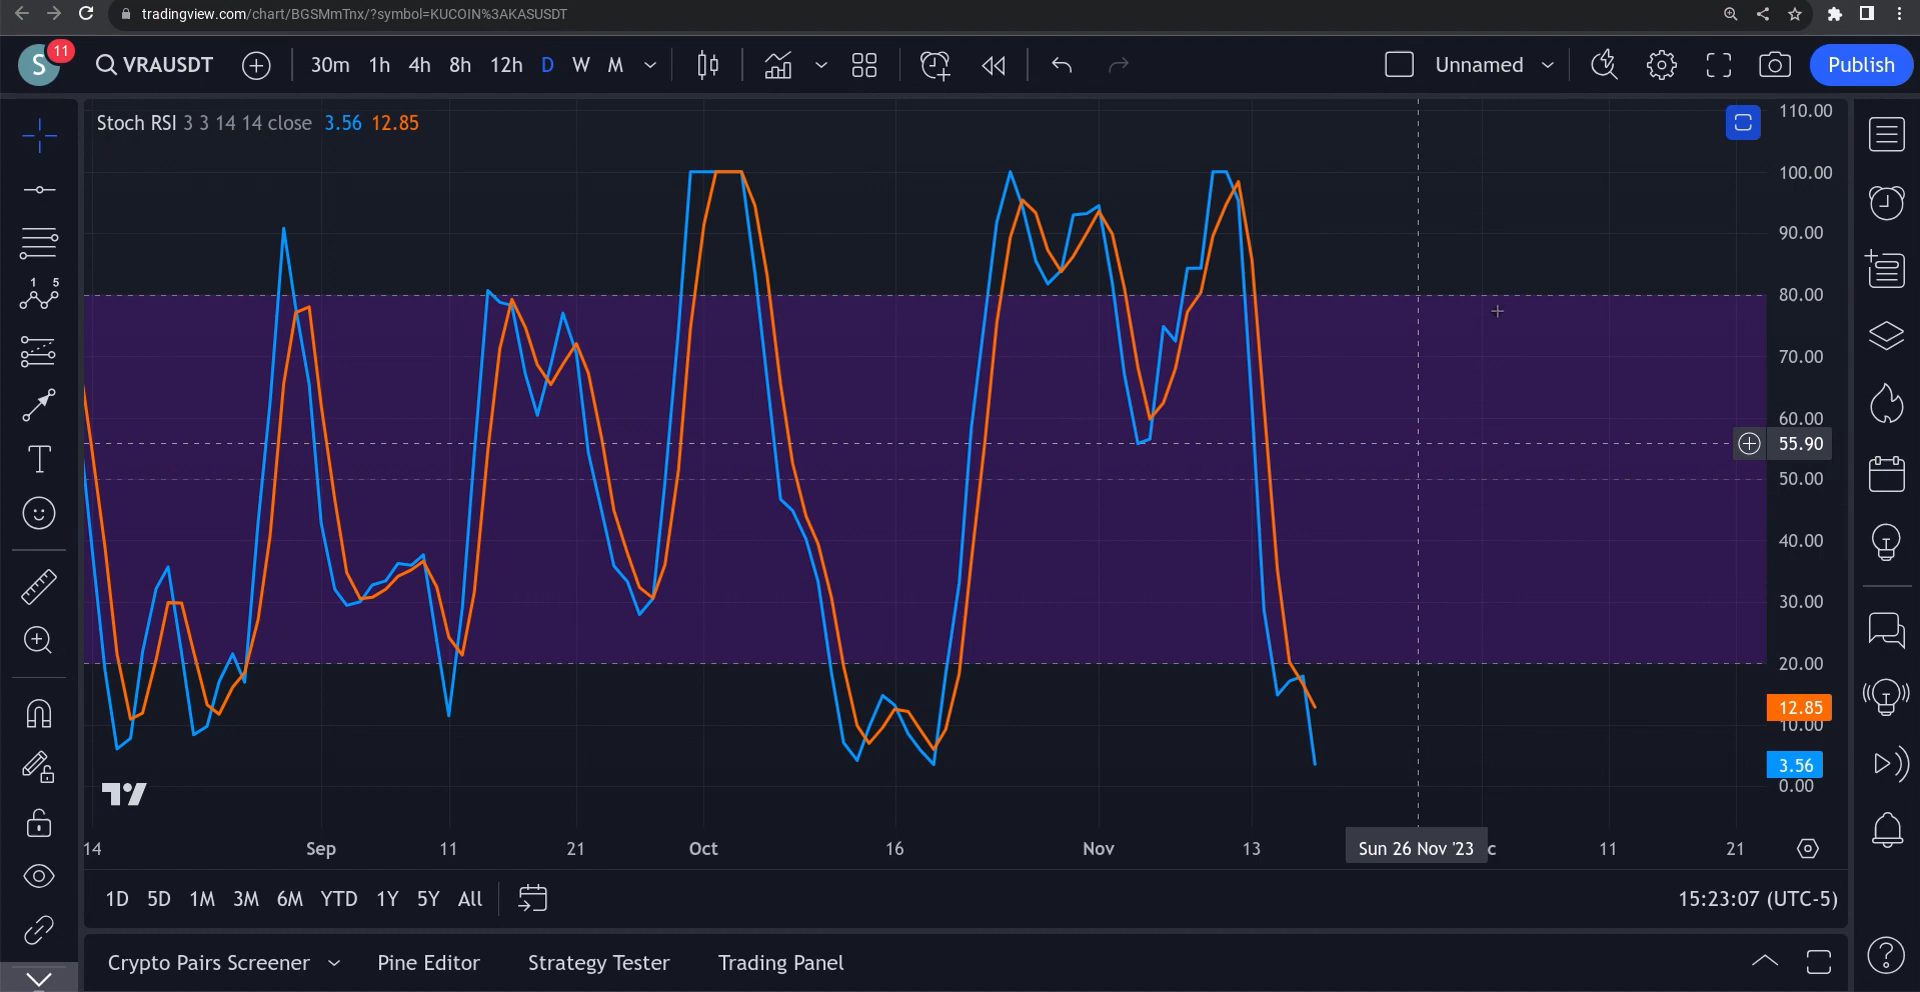 tradingview.com/chart/BGSMmTnx/?symbol=KUCOIN%3AKASUSDT
S 11 VRAUSDT 30m 1h 4h 8h 12h D W M Unnamed Publish
Stoch RSI 3 3 14 14 close 3.56 12.85
110.00
100.00
90.00
80.00
70.00
60.00
55.90
50.00
40.00
30.00
20.00
12.85
10.00
3.56
0.00
1 5
T
14 Sep 11 21 Oct 16 Nov 13 Sun 26 Nov '23 c 11 21
1D 5D 1M 3M 6M YTD 1Y 5Y All 15:23:07 (UTC-5)
Crypto Pairs Screener Pine Editor Strategy Tester Trading Panel